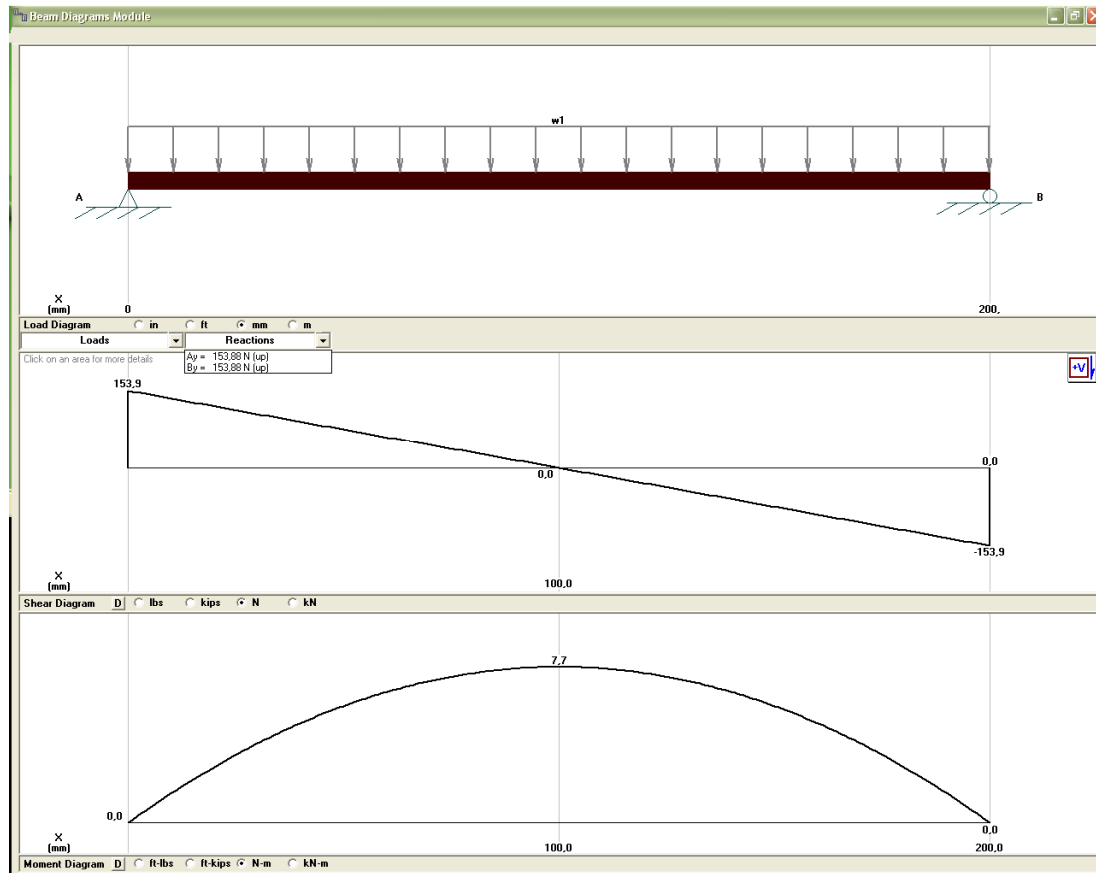 Beam Diagrams Module
w1
A
B
X
(mm)
0
200,
Load Diagram in ft mm m
Loads Reactions
Click on an area for more details
Ay = 153,88 N (up)
By = 153,88 N (up)
+V
153,9
0,0
0,0
-153,9
X
(mm)
100,0
Shear Diagram D lbs kips N kN
7,7
0,0
0,0
X
(mm)
100,0
200,0
Moment Diagram D ft-lbs ft-kips N-m kN-m